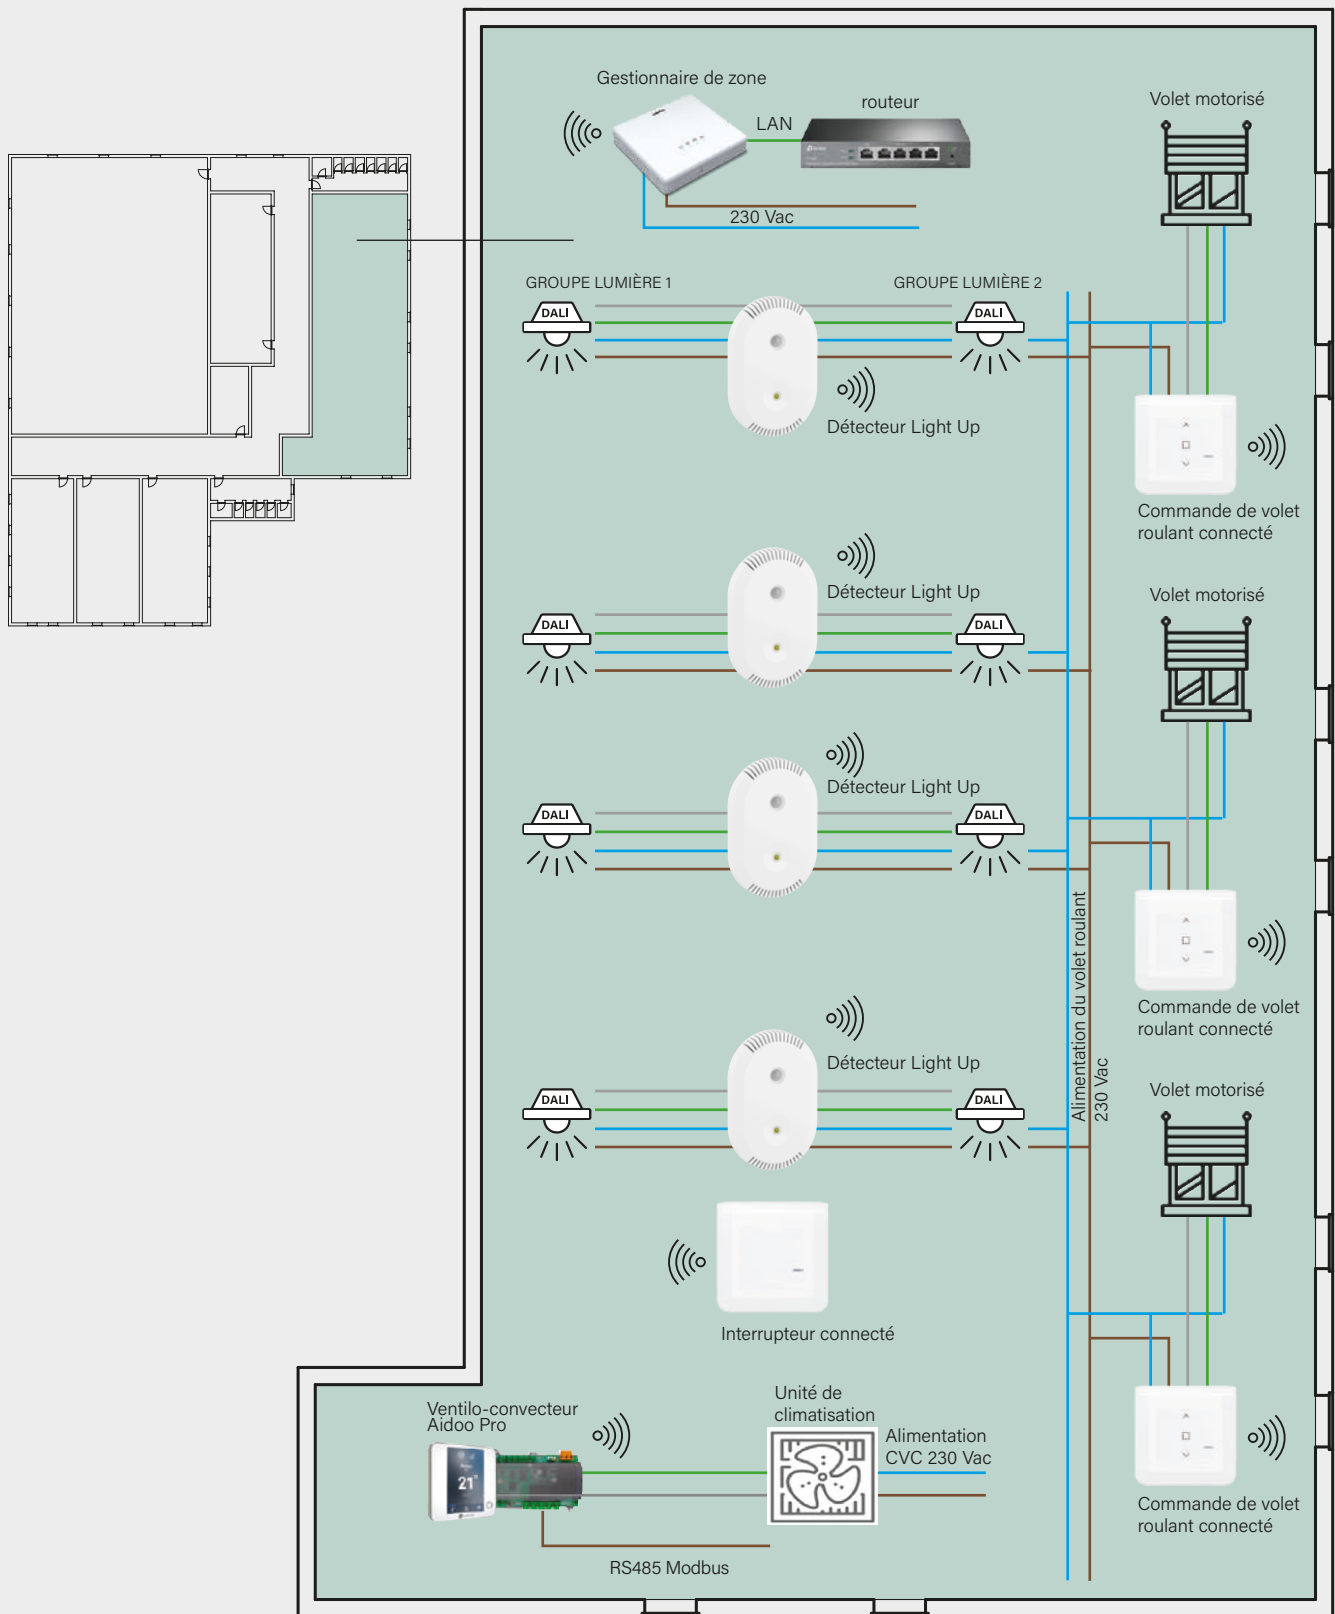 Gestionnaire de zone
routeur
LAN
230 Vac
Volet motorisé
GROUPE LUMIÈRE 1
GROUPE LUMIÈRE 2
DALI
DALI
Détecteur Light Up
Commande de volet
roulant connecté
Détecteur Light Up
Volet motorisé
DALI
DALI
Détecteur Light Up
DALI
DALI
Alimentation du volet roulant
230 Vac
Commande de volet
roulant connecté
Détecteur Light Up
Volet motorisé
DALI
DALI
Interrupteur connecté
Ventilo-convecteur
Aidoo Pro
21°
Unité de
climatisation
Alimentation
CVC 230 Vac
RS485 Modbus
Commande de volet
roulant connecté